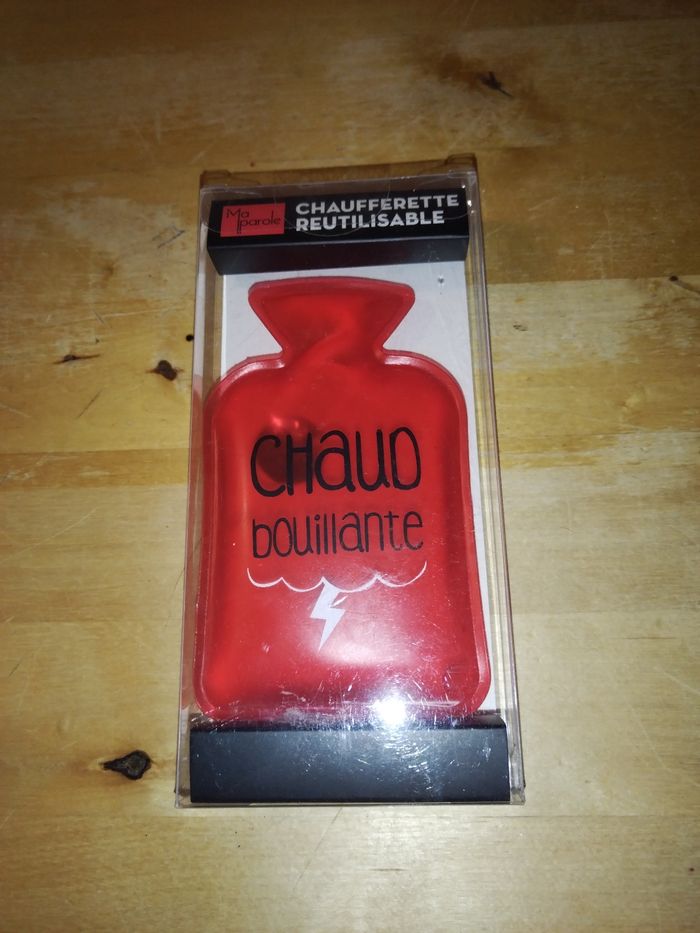 Ma
parole
CHAUFFERETTE
REUTILISABLE
CHAUD
bouillante